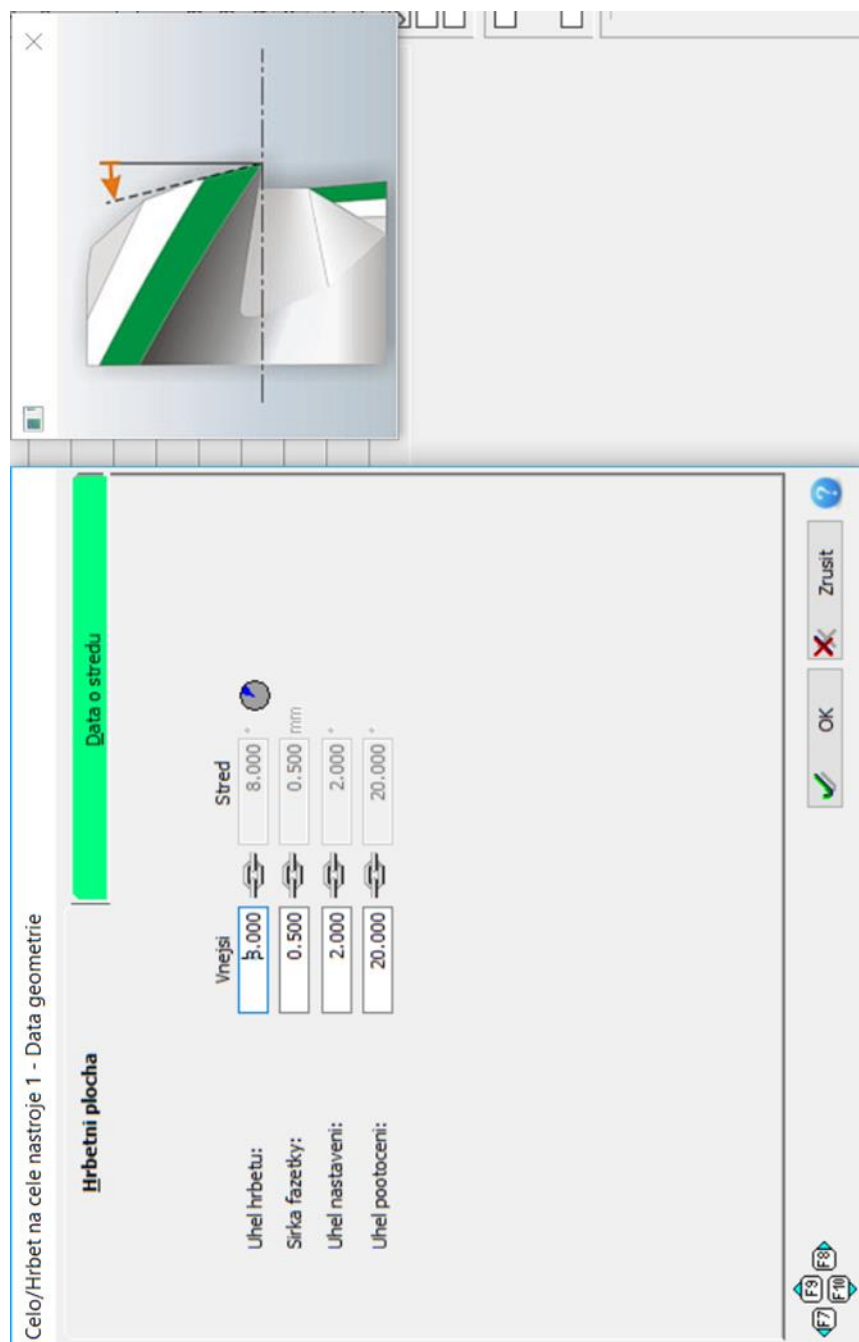 Celo/Hrbet na cele nastroje 1 - Data geometrie
Hrbetni plocha
Data o stredu
Vnejsi Stred
Uhel hrbetu: 8.000 8.000 °
Sirka fazetky: 0.500 0.500 mm
Uhel nastaveni: 2.000 2.000 °
Uhel pootoceni: 20.000 20.000 °
F7 F9 F10 F8
OK
Zrusit
?